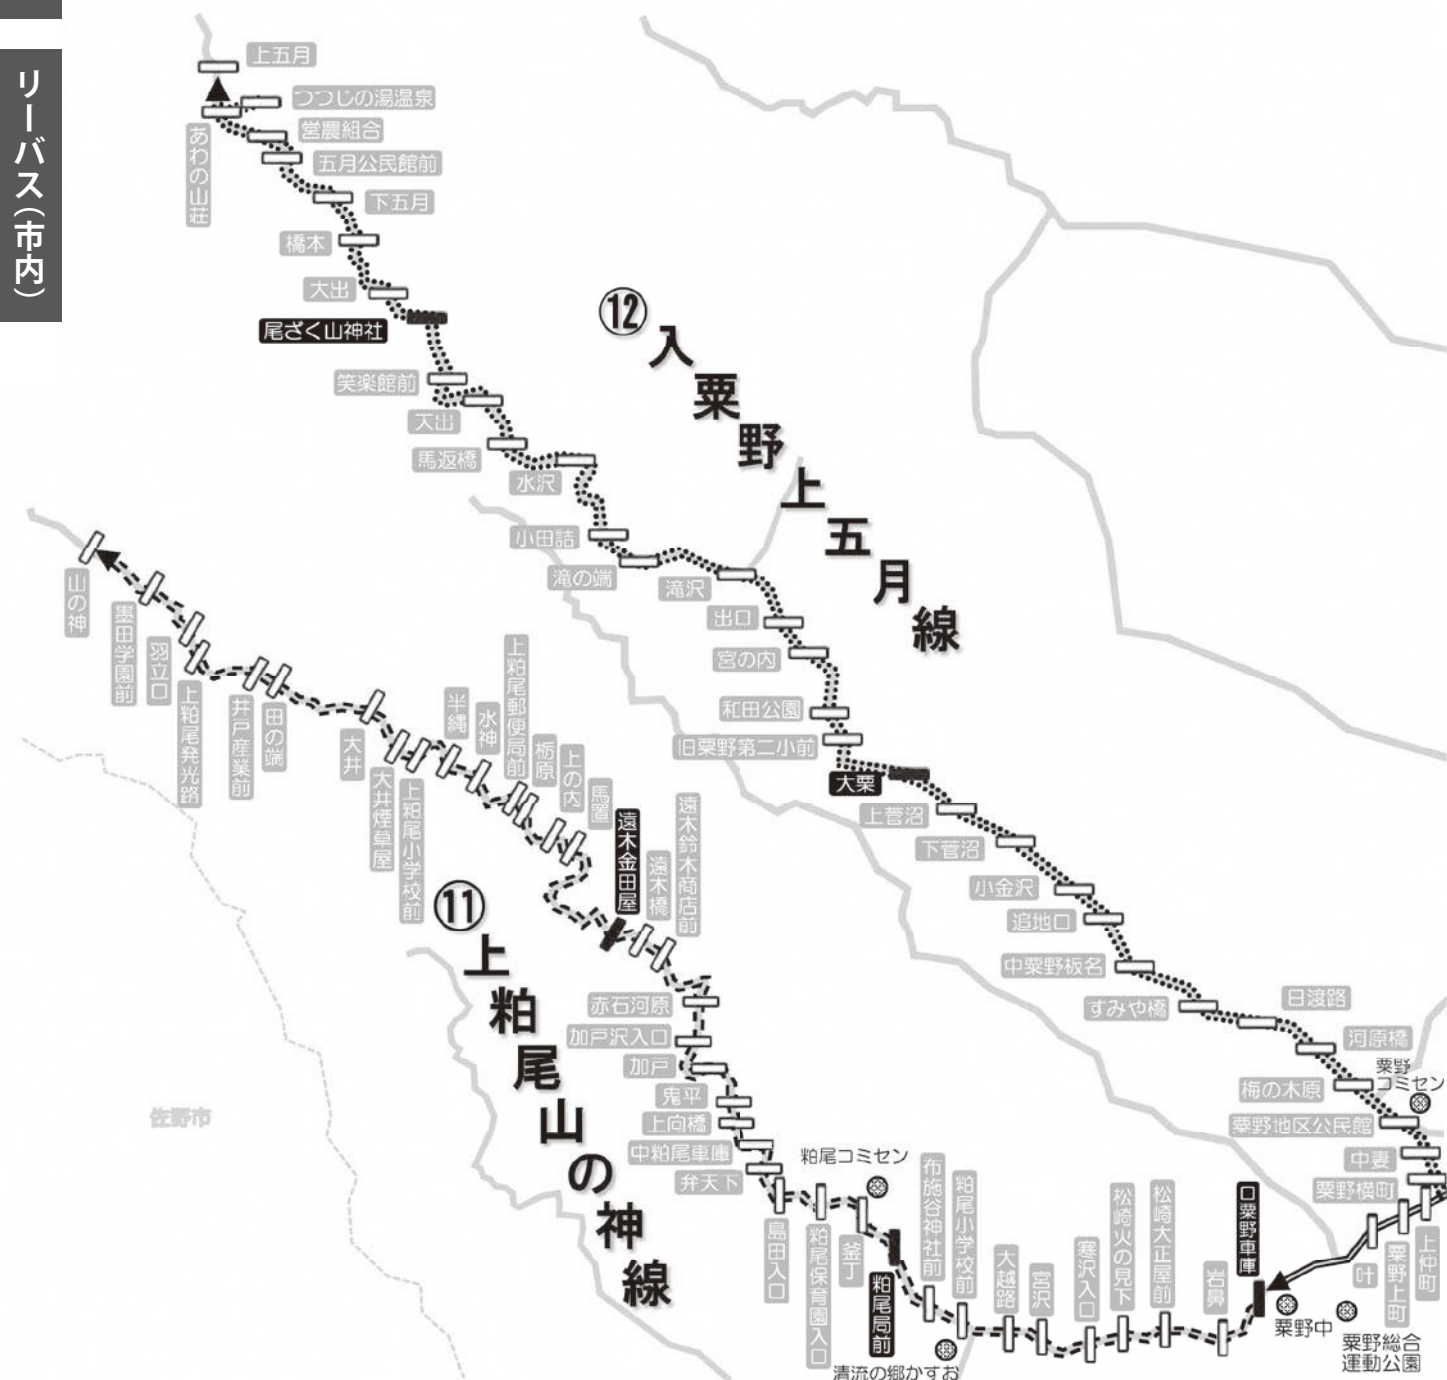 リーバス(市内)
上五月
つつじの湯温泉
あわの山荘
営農組合
五月公民館前
下五月
橋本
大出
尾ざく山神社
笑楽館前
天出
馬返橋
水沢
小田詰
滝の端
滝沢
出口
宮の内
和田公園
旧粟野第二小前
大栗
上菅沼
下菅沼
小金沢
追地口
中粟野板名
すみや橋
日渡路
河原橋
梅の木原
粟野
コミセン
粟野地区公民館
中妻
粟野横町
上仲町
粟野上町
叶
⑫
入粟野上五月線
山の神
墨田学園前
羽立口
上粕尾発光路
井戸産業前
田の端
大井
大井煙草屋
上粕尾小学校前
半縄
水神
上粕尾郵便局前
栃原
上の内
馬置
遠木金田屋
遠木橋
遠木鈴木商店前
赤石河原
加戸沢入口
加戸
鬼平
上向橋
中粕尾車庫
弁天下
島田入口
粕尾保育園入口
釜丁
粕尾コミセン
粕尾局前
布施谷神社前
粕尾小学校前
清流の郷かすお
大越路
宮沢
寒沢入口
松崎火の見下
松崎大正屋前
岩鼻
口粟野車庫
粟野中
粟野総合
運動公園
⑪
上粕尾山の神線
佐野市